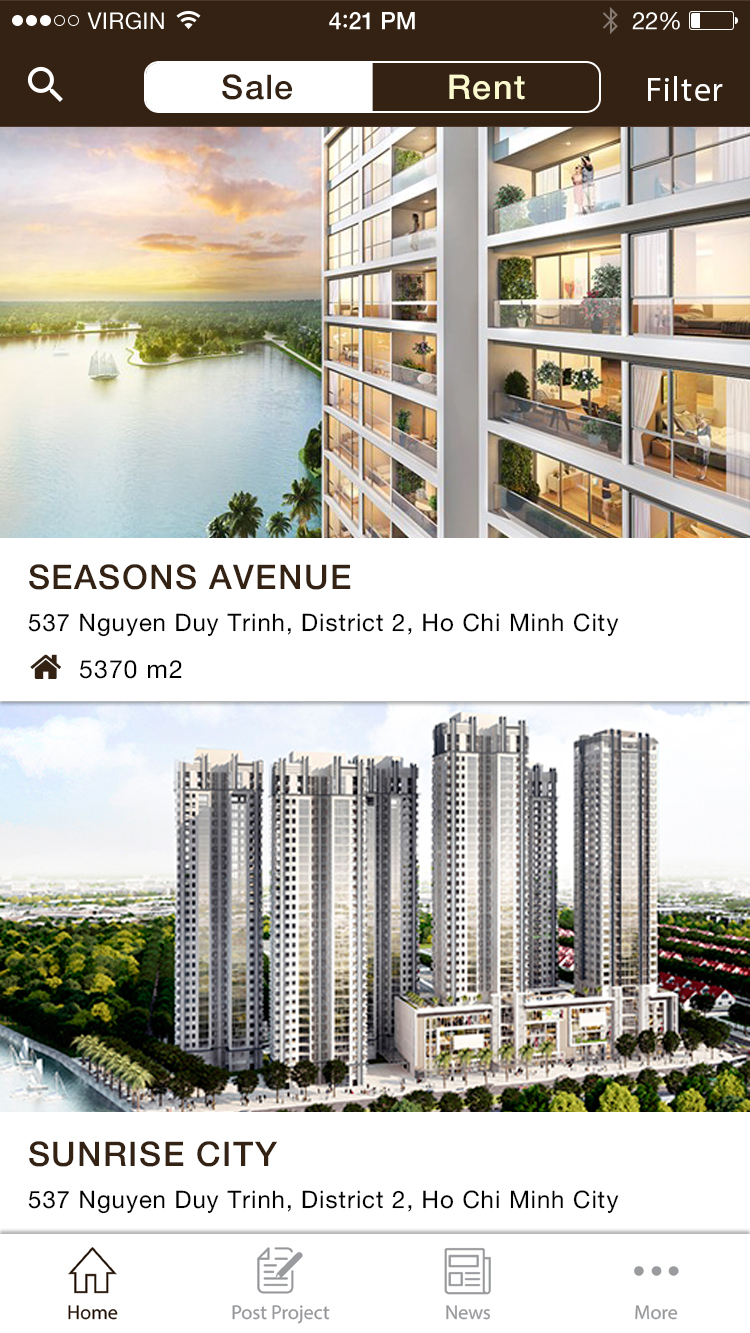 VIRGIN 4:21 PM 22%
Sale Rent Filter
SEASONS AVENUE
537 Nguyen Duy Trinh, District 2, Ho Chi Minh City
5370 m2
SUNRISE CITY
537 Nguyen Duy Trinh, District 2, Ho Chi Minh City
Home Post Project News More